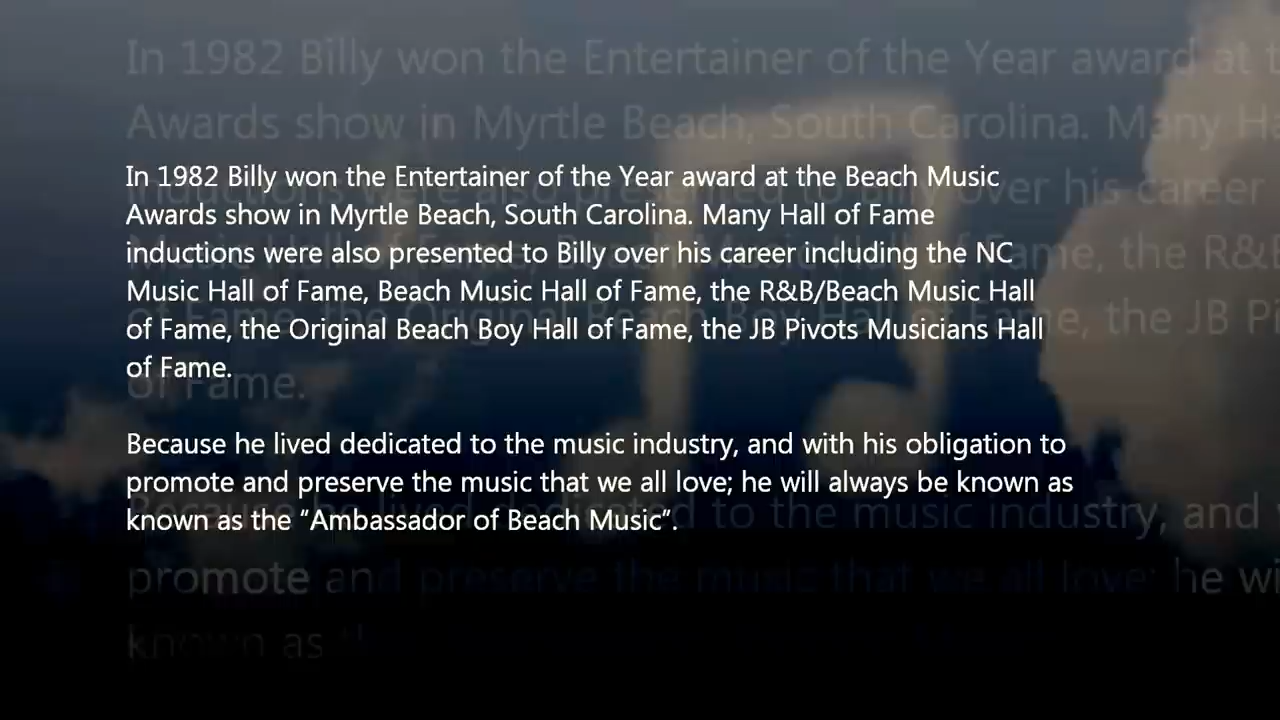 In 1982 Billy won the Entertainer of the Year award at the Beach Music
Awards show in Myrtle Beach, South Carolina. Many Hall of Fame
inductions were also presented to Billy over his career including the NC
Music Hall of Fame, Beach Music Hall of Fame, the R&B/Beach Music Hall
of Fame, the Original Beach Boy Hall of Fame, the JB Pivots Musicians Hall
of Fame.
Because he lived dedicated to the music industry, and with his obligation to
promote and preserve the music that we all love; he will always be known as
known as the “Ambassador of Beach Music”.